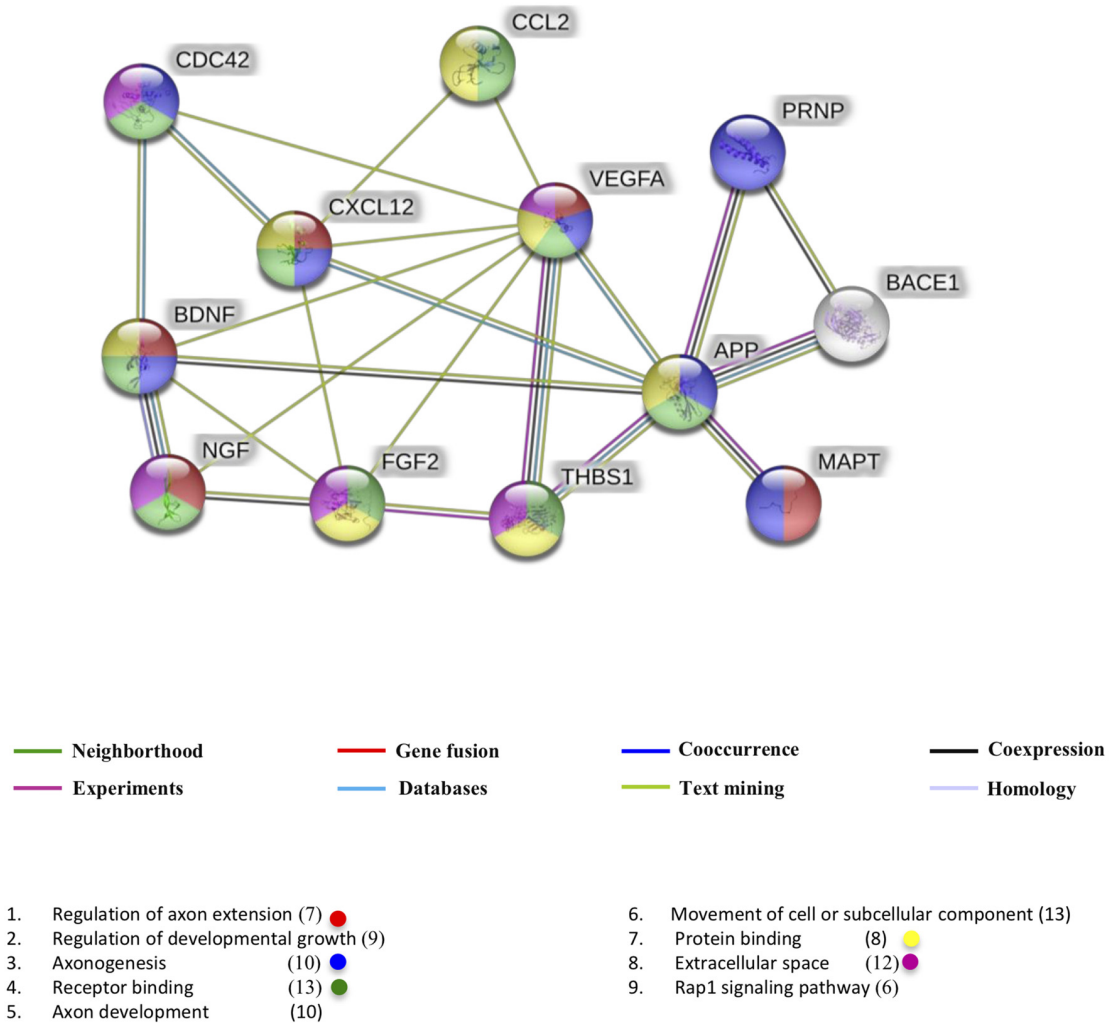 CCL2
CDC42
PRNP
VEGFA
CXCL12
BACE1
BDNF
APP
NGF
FGF2
THBS1
MAPT
Neighborthood Gene fusion Cooccurrence Coexpression
Experiments Databases Text mining Homology
1. Regulation of axon extension (7)
2. Regulation of developmental growth (9)
3. Axonogenesis (10)
4. Receptor binding (13)
5. Axon development (10)
6. Movement of cell or subcellular component (13)
7. Protein binding (8)
8. Extracellular space (12)
9. Rap1 signaling pathway (6)